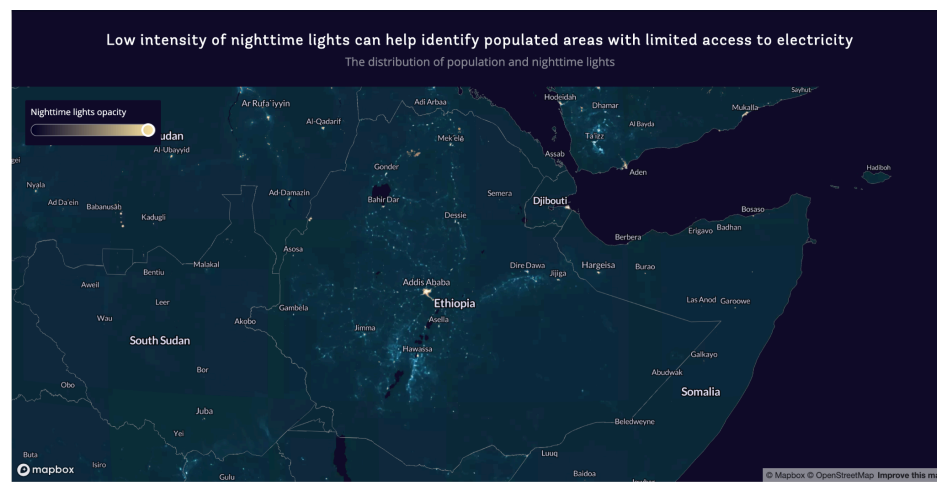 Low intensity of nighttime lights can help identify populated areas with limited access to electricity
The distribution of population and nighttime lights
Nighttime lights opacity
Sayhut
Adi Arbaa
Hodeidah
Ar Rufa'iyyin
Dhamar
Mukalla
Al-Qadarif
Al Bayda
udan
Mek'ele
Ta'izz
Al-Ubayyid
Assab
gei
Gonder
Aden
Hadiboh
Nyala
Ad-Damazin
Semera
Ad Da'ein
Babanusab
Bahir Dar
Djibouti
Kadugli
Dessie
Bosaso
Erigavo
Badhan
Berbera
Asosa
Malakal
Dire Dawa
Hargeisa
Burao
Bentiu
Jijiga
Aweil
Addis Ababa
Leer
Ethiopia
Las Anod
Garoowe
Gambēla
Wau
Akobo
Asella
Jimma
South Sudan
Hawassa
Galkayo
Bor
Abudwak
Obo
Somalia
Juba
Beledweyne
Yei
Buta
Luuq
Isiro
Gulu
Baidoa
mapbox
© Mapbox © OpenStreetMap Improve this ma